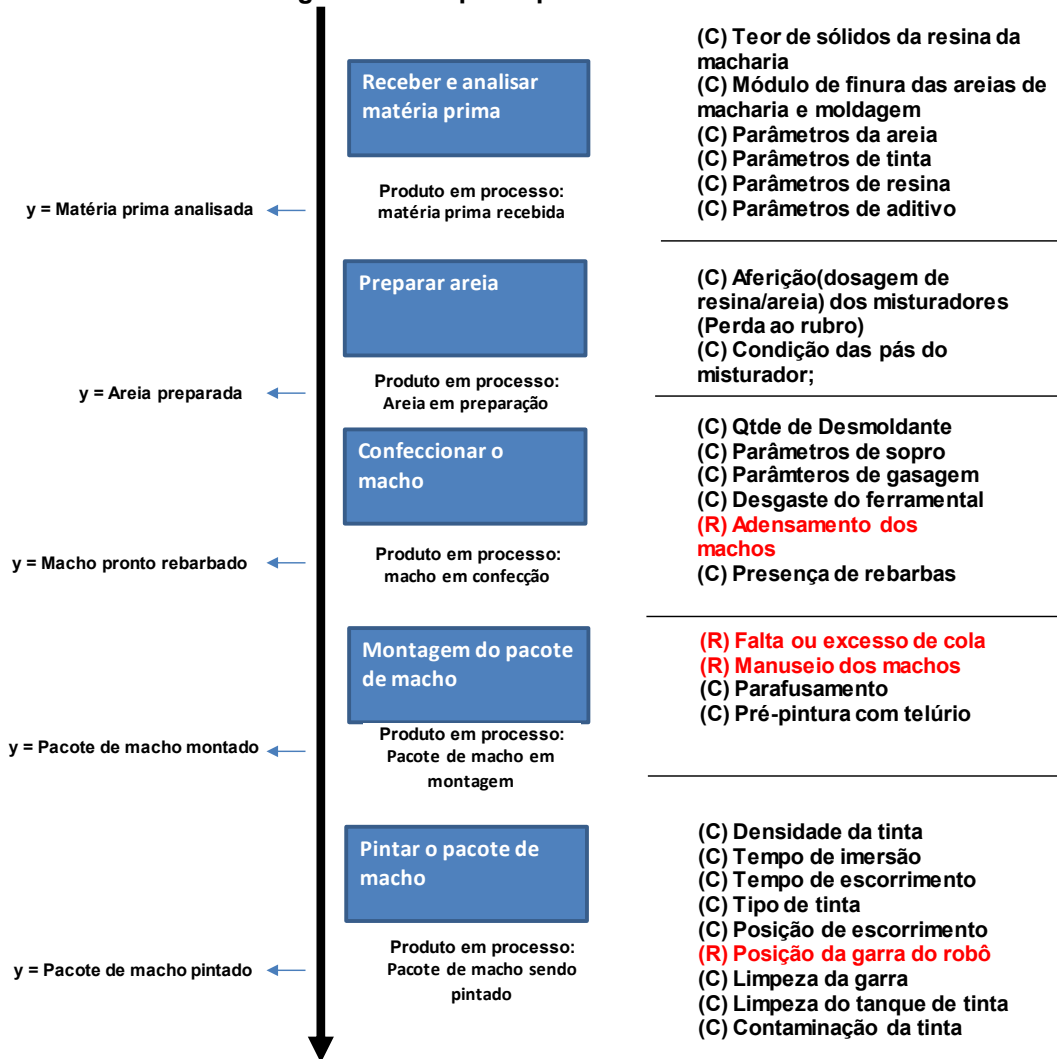 Receber e analisar
matéria prima
(C) Teor de sólidos da resina da
macharia
(C) Módulo de finura das areias de
macharia e moldagem
(C) Parâmetros da areia
(C) Parâmetros de tinta
(C) Parâmetros de resina
(C) Parâmetros de aditivo
y = Matéria prima analisada
Produto em processo:
matéria prima recebida
Preparar areia
(C) Aferição(dosagem de
resina/areia) dos misturadores
(Perda ao rubro)
(C) Condição das pás do
misturador;
y = Areia preparada
Produto em processo:
Areia em preparação
Confeccionar o
macho
(C) Qtde de Desmoldante
(C) Parâmetros de sopro
(C) Parâmteros de gasagem
(C) Desgaste do ferramental
(R) Adensamento dos
machos
(C) Presença de rebarbas
y = Macho pronto rebarbado
Produto em processo:
macho em confecção
Montagem do pacote
de macho
(R) Falta ou excesso de cola
(R) Manuseio dos machos
(C) Parafusamento
(C) Pré-pintura com telúrio
y = Pacote de macho montado
Produto em processo:
Pacote de macho em
montagem
Pintar o pacote de
macho
(C) Densidade da tinta
(C) Tempo de imersão
(C) Tempo de escorrimento
(C) Tipo de tinta
(C) Posição de escorrimento
(R) Posição da garra do robô
(C) Limpeza da garra
(C) Limpeza do tanque de tinta
(C) Contaminação da tinta
y = Pacote de macho pintado
Produto em processo:
Pacote de macho sendo
pintado